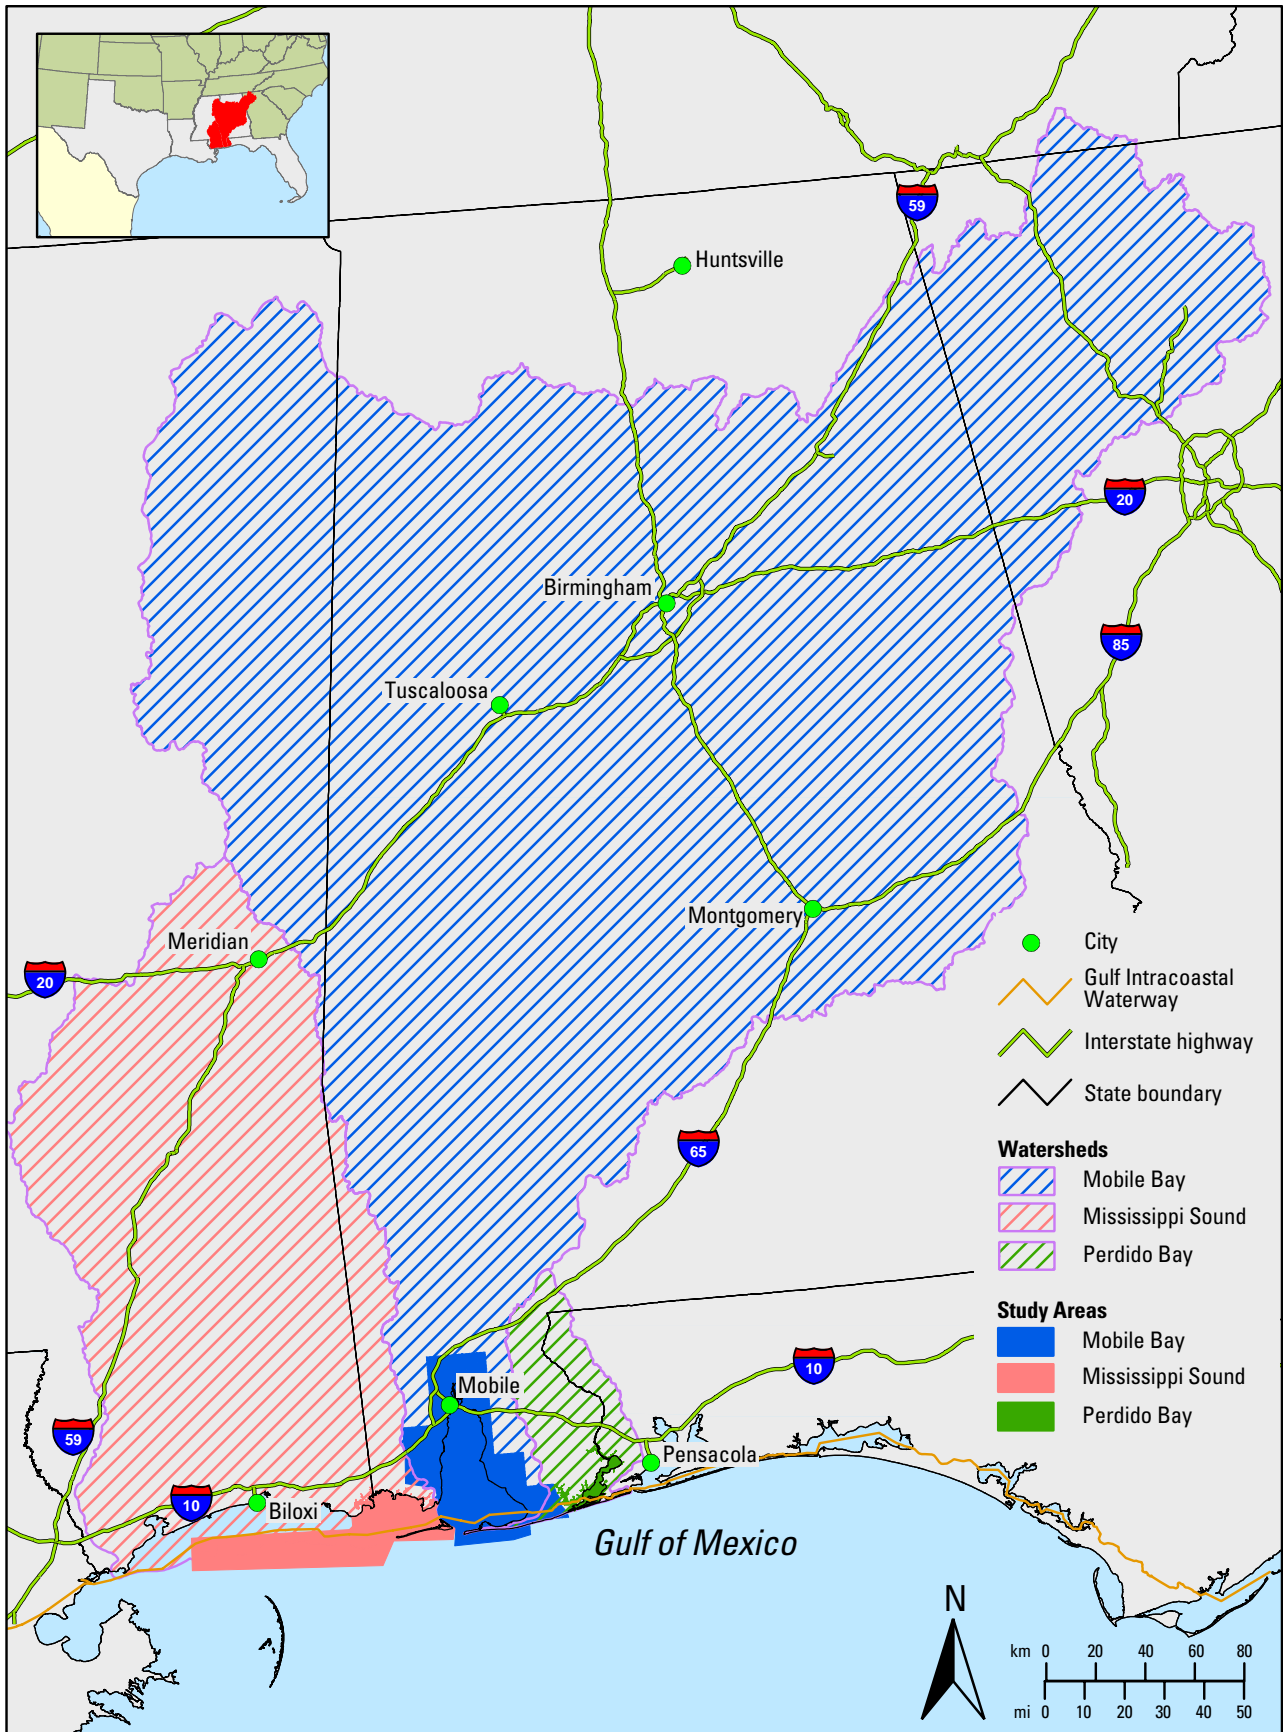 59
Huntsville
20
Birmingham
85
Tuscaloosa
Montgomery
Meridian
20
65
City
Gulf Intracoastal
Waterway
Interstate highway
State boundary
Watersheds
Mobile Bay
Mississippi Sound
Perdido Bay
Study Areas
Mobile Bay
Mississippi Sound
Perdido Bay
10
Mobile
59
Pensacola
10
Biloxi
Gulf of Mexico
N
km 0 20 40 60 80
mi 0 10 20 30 40 50